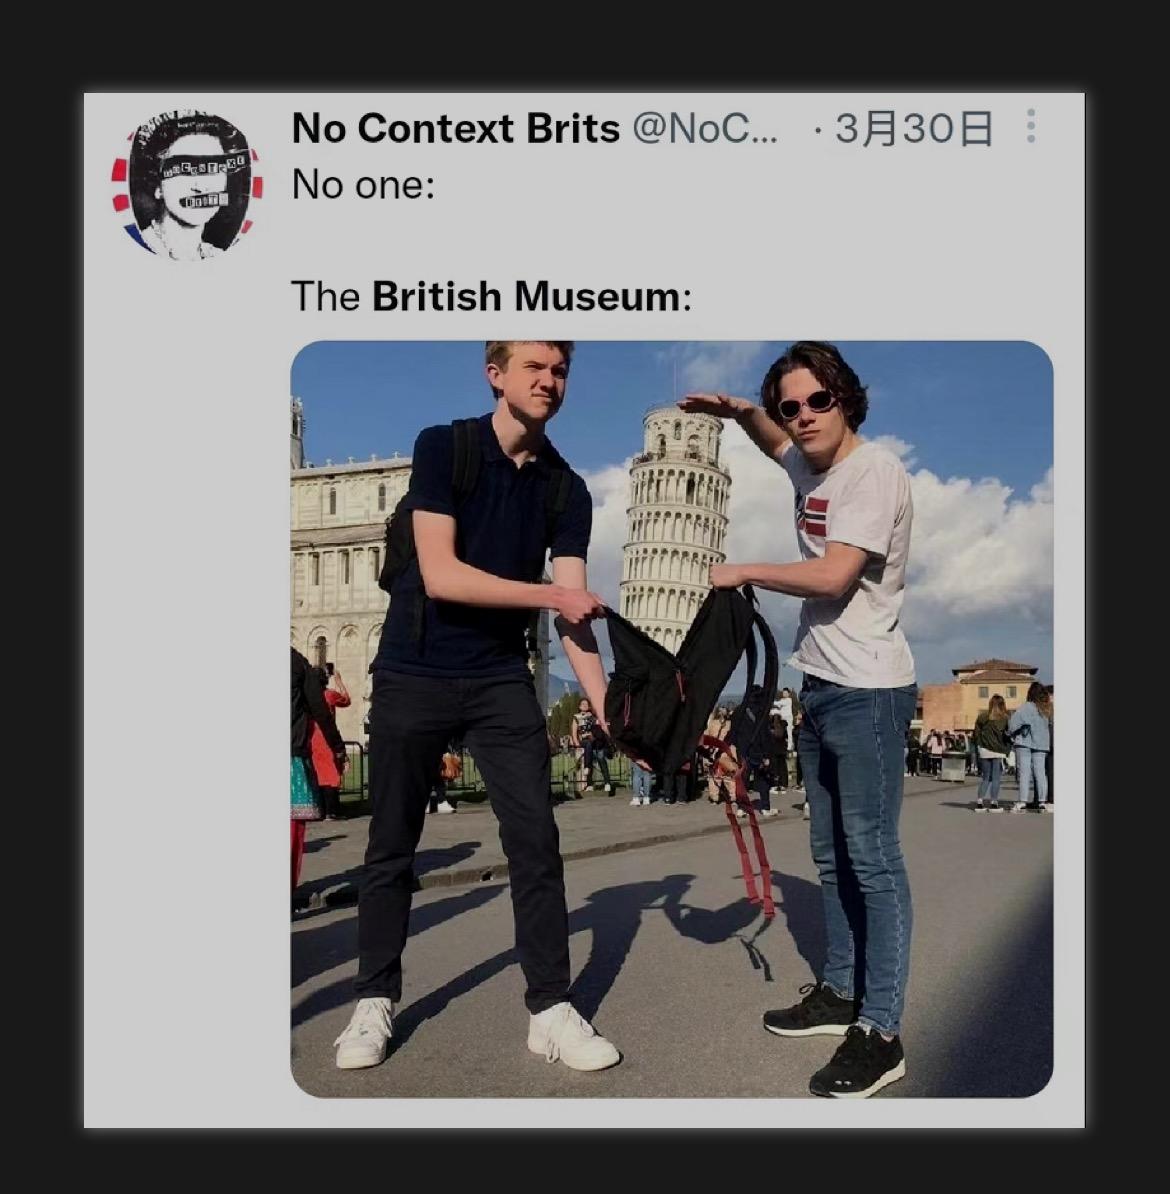 No Context Brits @NoC... · 3月30日
No one:
The British Museum: